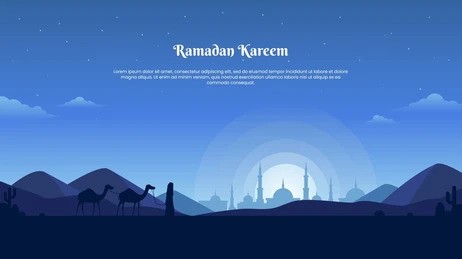 Ramadan Kareem
Lorem ipsum dolor sit amet, consectetur adipiscing elit, sed do eiusmod tempor incididunt ut labore et dolore
magna aliqua. Ut enim ad minim veniam, quis nostrud exercitation ullamco laboris nisi ut aliquip ex ea
commodo consequat.